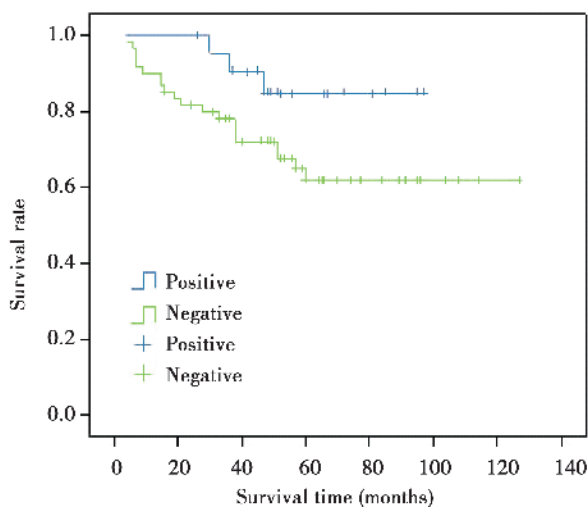 Survival rate
1.0
0.8
0.6
0.4
0.2
0.0
Positive
Negative
Positive
Negative
0 20 40 60 80 100 120 140
Survival time (months)